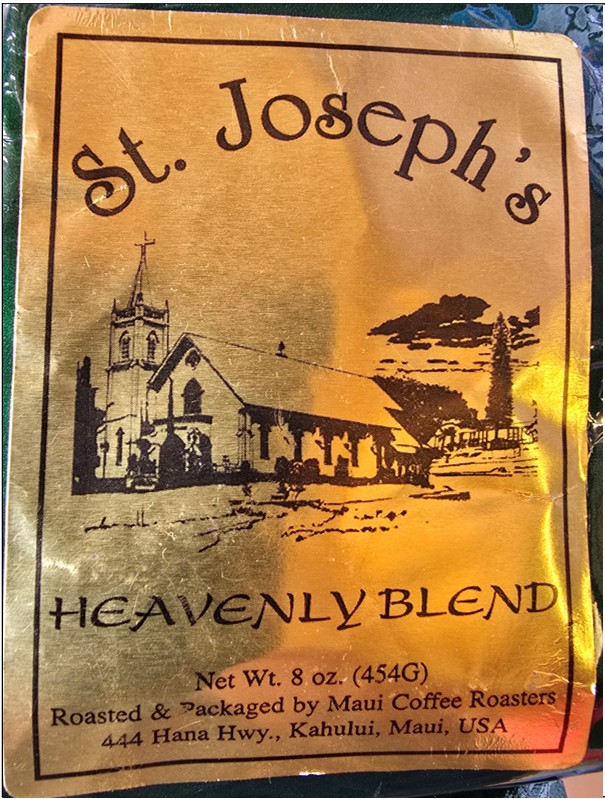 St. Joseph's
HEAVENLY BLEND
Net Wt. 8 oz. (454G)
Roasted & Packaged by Maui Coffee Roasters
444 Hana Hwy., Kahului, Maui, USA